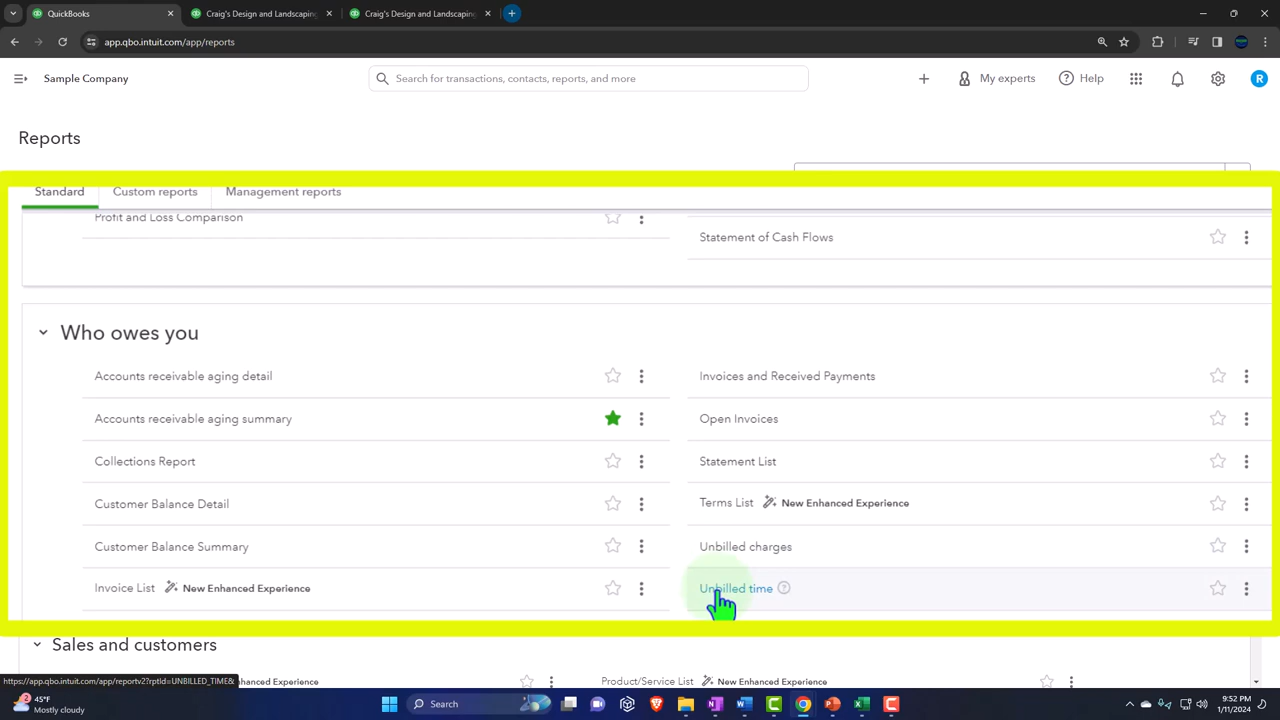 QuickBooks
Craig's Design and Landscaping
Craig's Design and Landscaping
qbo.intuit.com/app/reports
Sample Company
Search for transactions, contacts, reports, and more
My experts
Help
R
Reports
Standard
Custom reports
Management reports
Profit and Loss Comparison
Statement of Cash Flows
Who owes you
Accounts receivable aging detail
Invoices and Received Payments
Accounts receivable aging summary
Open Invoices
Collections Report
Statement List
Customer Balance Detail
Terms List New Enhanced Experience
Customer Balance Summary
Unbilled charges
Invoice List New Enhanced Experience
Unbilled time
Sales and customers
https://app.qbo.intuit.com/app/reportv2?rptId=UNBILLED_TIME&
hanced Experience
Product/Service List New Enhanced Experience
45°F
Mostly cloudy
Search
9:52 PM
1/11/2024